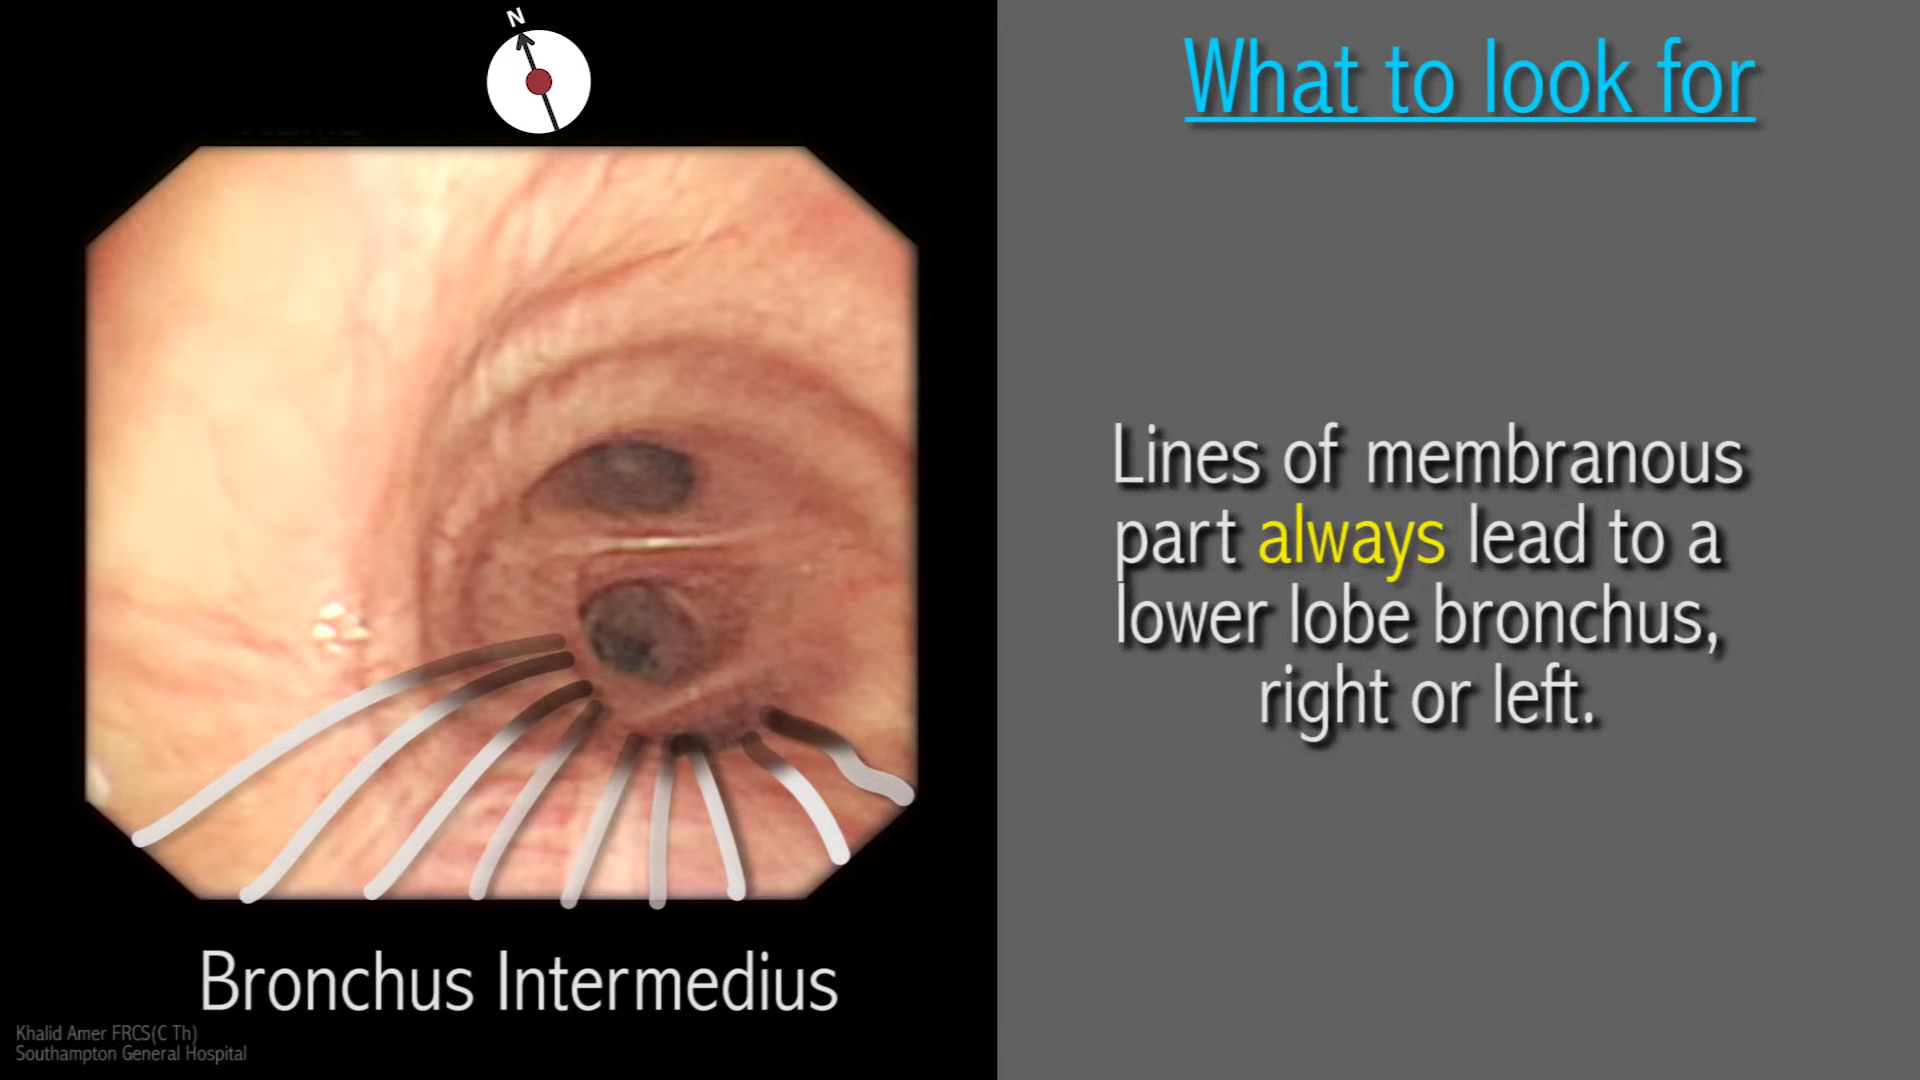 N
What to look for
Lines of membranous
part always lead to a
lower lobe bronchus,
right or left.
Bronchus Intermedius
Khalid Amer FRCS(C Th)
Southampton General Hospital